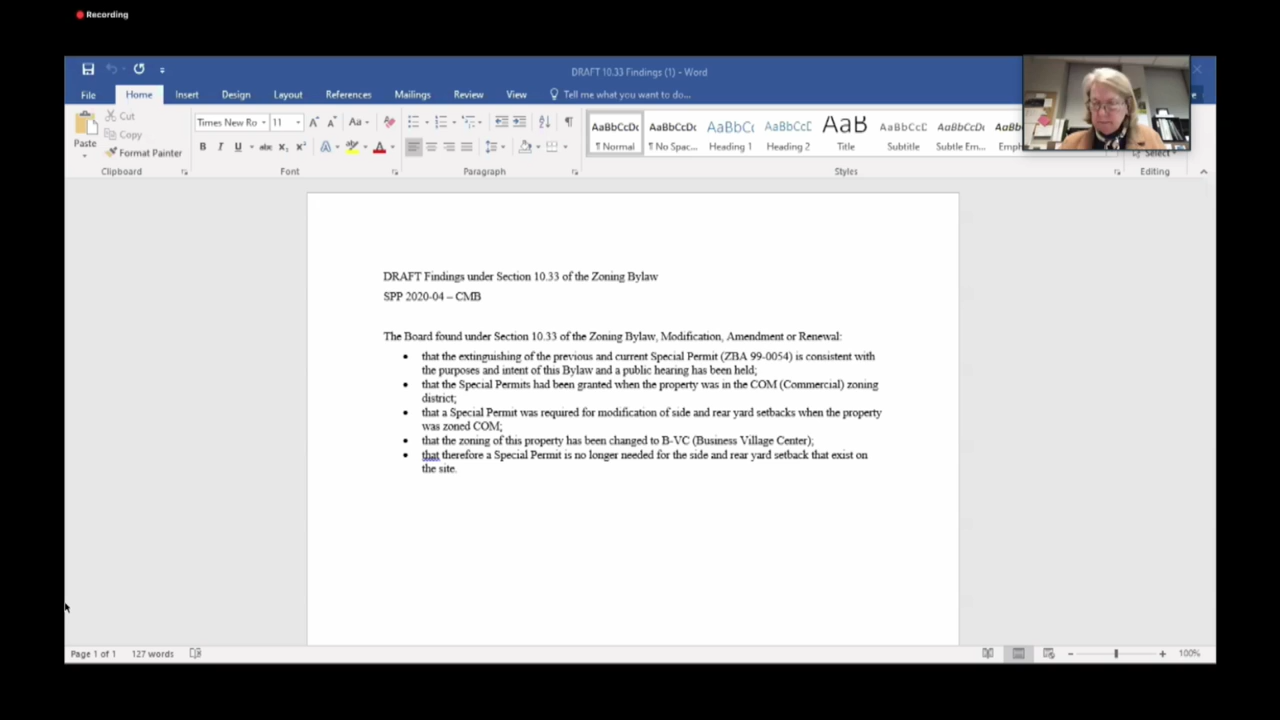 Recording
DRAFT 10.33 Findings (1) - Word
File Home Insert Design Layout References Mailings Review View Tell me what you want to do...
Cut
Copy
Paste
Format Painter
Clipboard
Times New Ro 11
Font
Paragraph
AaBbCcDc AaBbCcDc AaBbCc AaBbCcD AaB AaBbCcD AaBbCcDc
¶ Normal ¶ No Spac... Heading 1 Heading 2 Title Subtitle Subtle Em...
Styles
Select
Editing
DRAFT Findings under Section 10.33 of the Zoning Bylaw
SPP 2020-04 – CMB
The Board found under Section 10.33 of the Zoning Bylaw, Modification, Amendment or Renewal:
• that the extinguishing of the previous and current Special Permit (ZBA 99-0054) is consistent with
the purposes and intent of this Bylaw and a public hearing has been held;
• that the Special Permits had been granted when the property was in the COM (Commercial) zoning
district;
• that a Special Permit was required for modification of side and rear yard setbacks when the property
was zoned COM;
• that the zoning of this property has been changed to B-VC (Business Village Center);
• that therefore a Special Permit is no longer needed for the side and rear yard setback that exist on
the site.
Page 1 of 1 127 words
100%